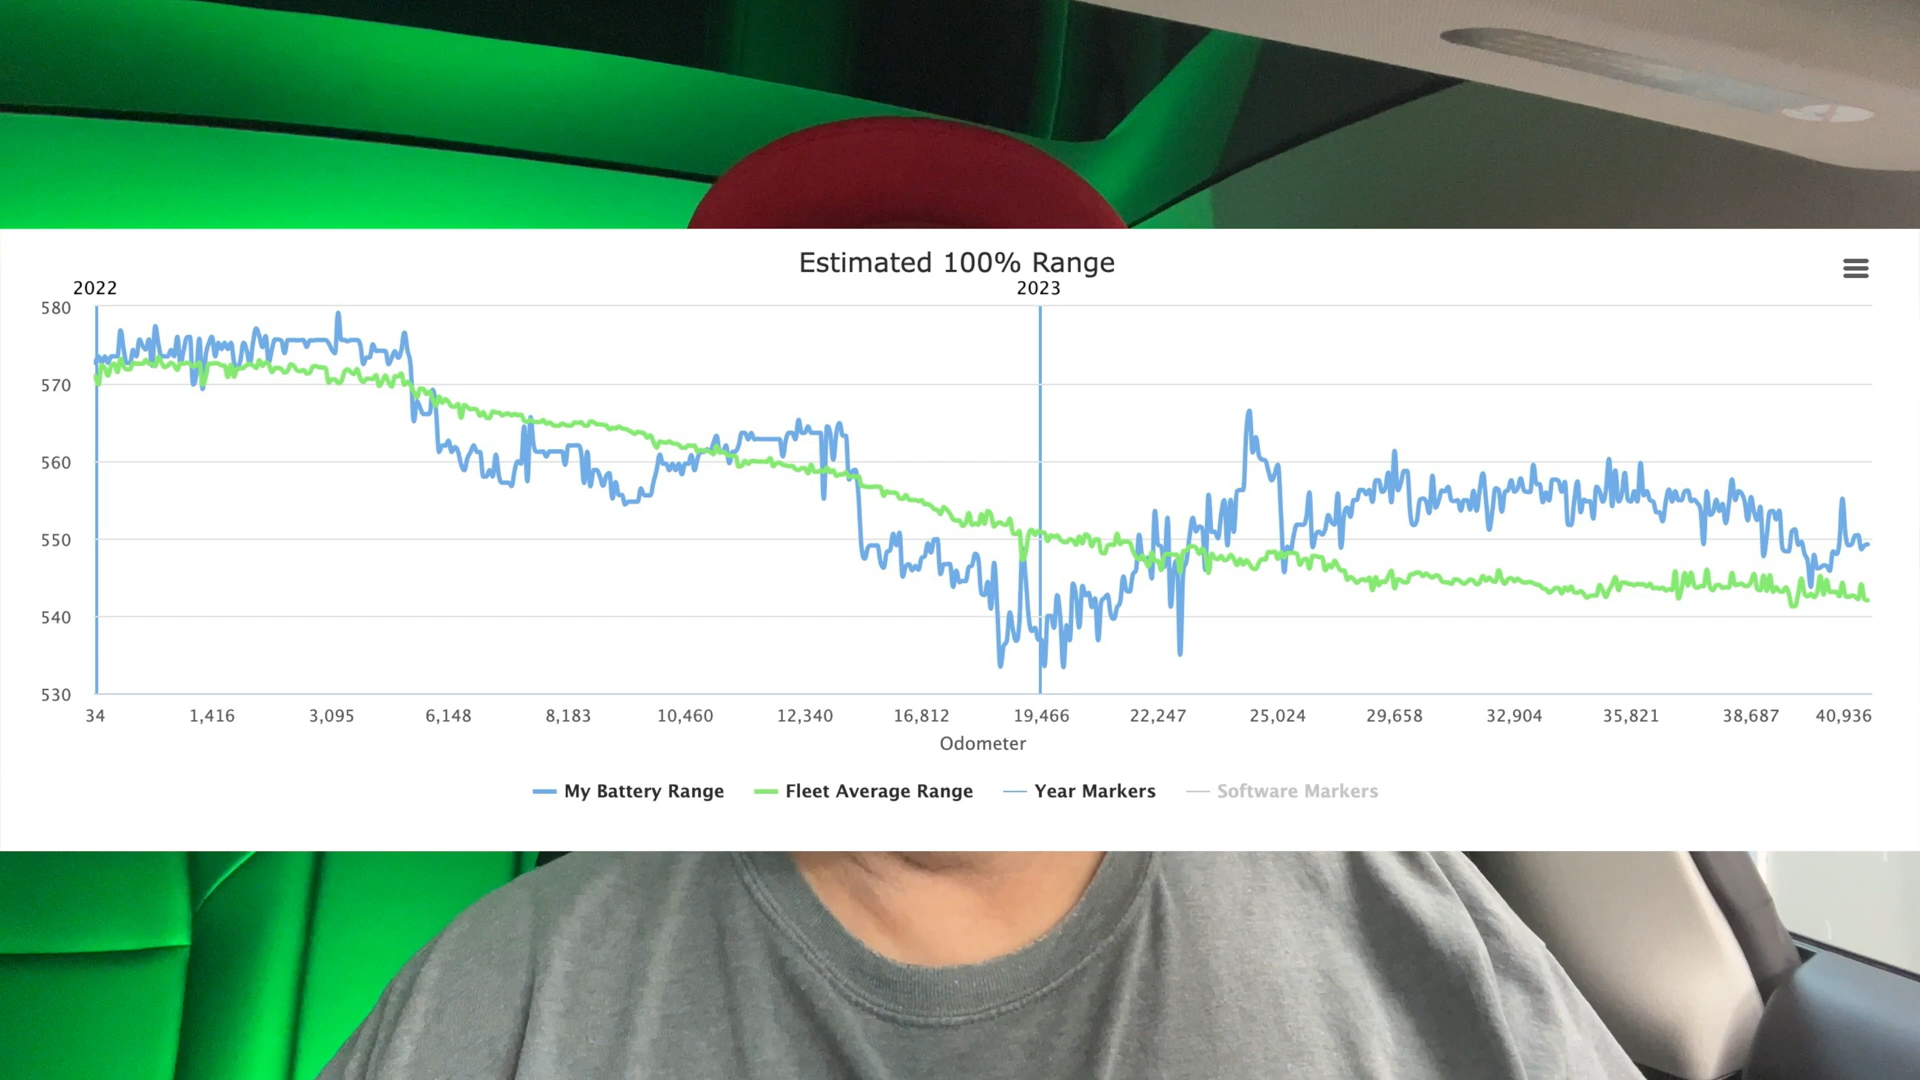 Estimated 100% Range
2022
2023
580
570
560
550
540
530
34 1,416 3,095 6,148 8,183 10,460 12,340 16,812 19,466 22,247 25,024 29,658 32,904 35,821 38,687 40,936
Odometer
My Battery Range Fleet Average Range Year Markers Software Markers